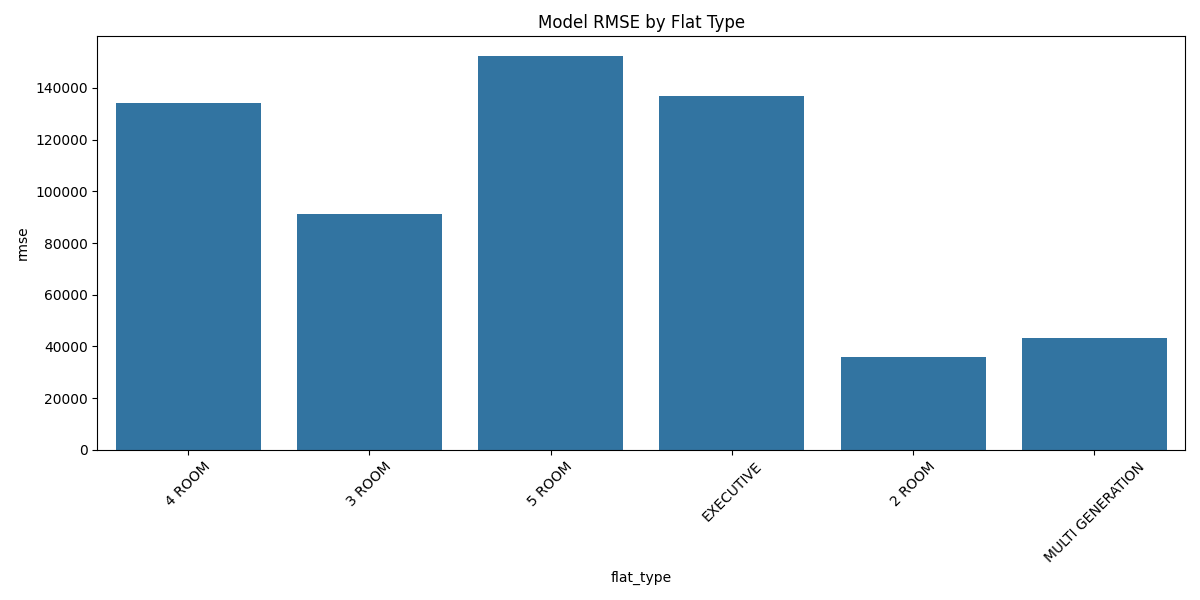 Model RMSE by Flat Type
140000
120000
100000
80000
60000
40000
20000
0
rmse
4 ROOM
3 ROOM
5 ROOM
EXECUTIVE
2 ROOM
MULTI GENERATION
flat_type